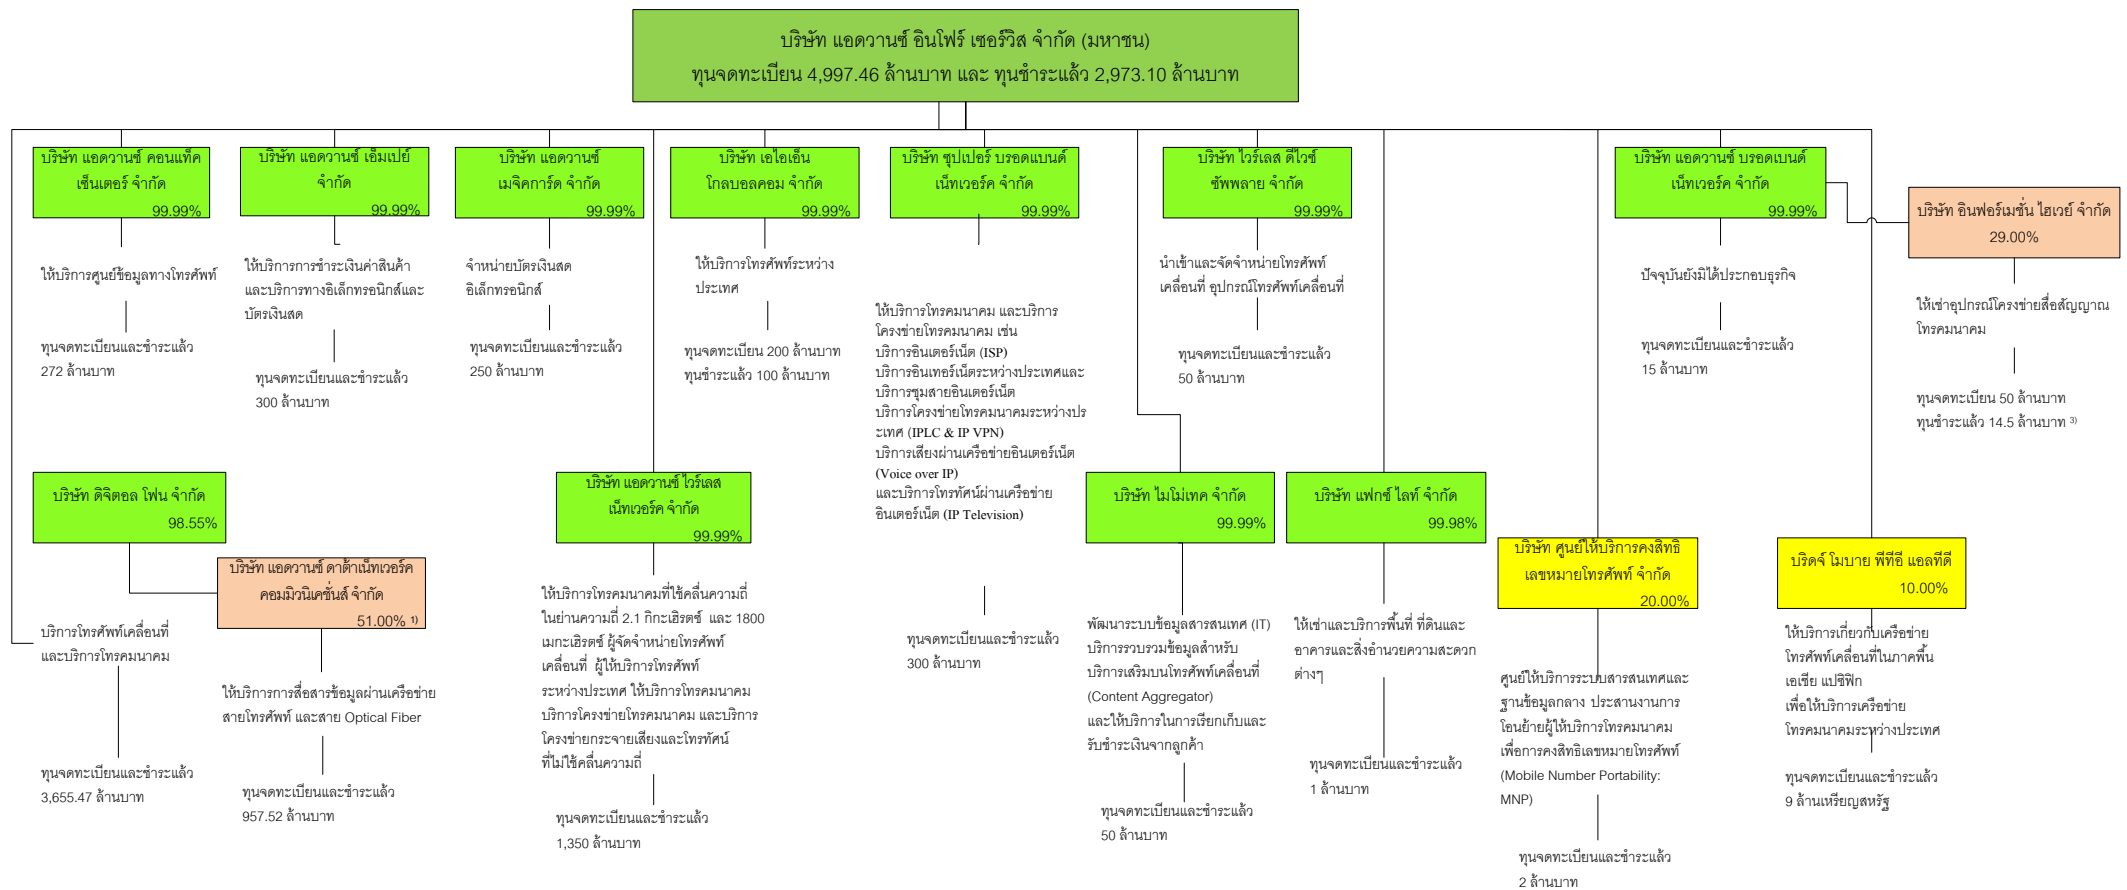 บริษัท แอดวานซ์ อินโฟร์ เซอร์วิส จำกัด (มหาชน)
ทุนจดทะเบียน 4,997.46 ล้านบาท และ ทุนชำระแล้ว 2,973.10 ล้านบาท
บริษัท แอดวานซ์ คอนแท็ค
เซ็นเตอร์ จำกัด
99.99%
ให้บริการศูนย์ข้อมูลทางโทรศัพท์
ทุนจดทะเบียนและชำระแล้ว
272 ล้านบาท
บริษัท แอดวานซ์ เอ็มเปย์
จำกัด
99.99%
ให้บริการการชำระเงินค่าสินค้า
และบริการทางอิเล็กทรอนิกส์และ
บัตรเงินสด
ทุนจดทะเบียนและชำระแล้ว
300 ล้านบาท
บริษัท แอดวานซ์
เมจิคการ์ด จำกัด
99.99%
จำหน่ายบัตรเงินสด
อิเล็กทรอนิกส์
ทุนจดทะเบียนและชำระแล้ว
250 ล้านบาท
บริษัท เอไอเอ็น
โกลบอลคอม จำกัด
99.99%
ให้บริการโทรศัพท์ระหว่าง
ประเทศ
ทุนจดทะเบียน 200 ล้านบาท
ทุนชำระแล้ว 100 ล้านบาท
บริษัท ซุปเปอร์ บรอดแบนด์
เน็ทเวอร์ค จำกัด
99.99%
ให้บริการโทรคมนาคม และบริการ
โครงข่ายโทรคมนาคม เช่น
บริการอินเตอร์เน็ต (ISP)
บริการอินเทอร์เน็ตระหว่างประเทศและ
บริการชุมสายอินเตอร์เน็ต
บริการโครงข่ายโทรคมนาคมระหว่างปร
ะเทศ (IPLC & IP VPN)
บริการเสียงผ่านเครือข่ายอินเตอร์เน็ต
(Voice over IP)
และบริการโทรทัศน์ผ่านเครือข่าย
อินเตอร์เน็ต (IP Television)
ทุนจดทะเบียนและชำระแล้ว
300 ล้านบาท
บริษัท ไวร์เลส ดีไวซ์
ซัพพลาย จำกัด
99.99%
นำเข้าและจัดจำหน่ายโทรศัพท์
เคลื่อนที่ อุปกรณ์โทรศัพท์เคลื่อนที่
ทุนจดทะเบียนและชำระแล้ว
50 ล้านบาท
บริษัท แอดวานซ์ บรอดเบนด์
เน็ทเวอร์ค จำกัด
99.99%
ปัจจุบันยังมิได้ประกอบธุรกิจ
ทุนจดทะเบียนและชำระแล้ว
15 ล้านบาท
บริษัท อินฟอร์เมชั่น ไฮเวย์ จำกัด
29.00%
ให้เช่าอุปกรณ์โครงข่ายสื่อสัญญาณ
โทรคมนาคม
ทุนจดทะเบียน 50 ล้านบาท
ทุนชำระแล้ว 14.5 ล้านบาท ³⁾
บริษัท ดิจิตอล โฟน จำกัด
98.55%
บริการโทรศัพท์เคลื่อนที่
และบริการโทรคมนาคม
ทุนจดทะเบียนและชำระแล้ว
3,655.47 ล้านบาท
บริษัท แอดวานซ์ ดาต้าเน็ทเวอร์ค
คอมมิวนิเคชั่นส์ จำกัด
51.00% ¹⁾
ให้บริการการสื่อสารข้อมูลผ่านเครือข่าย
สายโทรศัพท์ และสาย Optical Fiber
ทุนจดทะเบียนและชำระแล้ว
957.52 ล้านบาท
บริษัท แอดวานซ์ ไวร์เลส
เน็ทเวอร์ค จำกัด
99.99%
ให้บริการโทรคมนาคมที่ใช้คลื่นความถี่
ในย่านความถี่ 2.1 กิกะเฮิรตซ์ และ 1800
เมกะเฮิรตซ์ ผู้จัดจำหน่ายโทรศัพท์
เคลื่อนที่ ผู้ให้บริการโทรศัพท์
ระหว่างประเทศ ให้บริการโทรคมนาคม
บริการโครงข่ายโทรคมนาคม และบริการ
โครงข่ายกระจายเสียงและโทรทัศน์
ที่ไม่ใช้คลื่นความถี่
ทุนจดทะเบียนและชำระแล้ว
1,350 ล้านบาท
บริษัท ไมโม่เทค จำกัด
99.99%
พัฒนาระบบข้อมูลสารสนเทศ (IT)
บริการรวบรวมข้อมูลสำหรับ
บริการเสริมบนโทรศัพท์เคลื่อนที่
(Content Aggregator)
และให้บริการในการเรียกเก็บและ
รับชำระเงินจากลูกค้า
ทุนจดทะเบียนและชำระแล้ว
50 ล้านบาท
บริษัท แฟกซ์ ไลท์ จำกัด
99.98%
ให้เช่าและบริการพื้นที่ ที่ดินและ
อาคารและสิ่งอำนวยความสะดวก
ต่างๆ
ทุนจดทะเบียนและชำระแล้ว
1 ล้านบาท
บริษัท ศูนย์ให้บริการคงสิทธิ
เลขหมายโทรศัพท์ จำกัด
20.00%
ศูนย์ให้บริการระบบสารสนเทศและ
ฐานข้อมูลกลาง ประสานงานการ
โอนย้ายผู้ให้บริการโทรคมนาคม
เพื่อการคงสิทธิเลขหมายโทรศัพท์
(Mobile Number Portability:
MNP)
ทุนจดทะเบียนและชำระแล้ว
2 ล้านบาท
บริดจ์ โมบาย พีทีอี แอลทีดี
10.00%
ให้บริการเกี่ยวกับเครือข่าย
โทรศัพท์เคลื่อนที่ในภาคพื้น
เอเชีย แปซิฟิก
เพื่อให้บริการเครือข่าย
โทรคมนาคมระหว่างประเทศ
ทุนจดทะเบียนและชำระแล้ว
9 ล้านเหรียญสหรัฐ